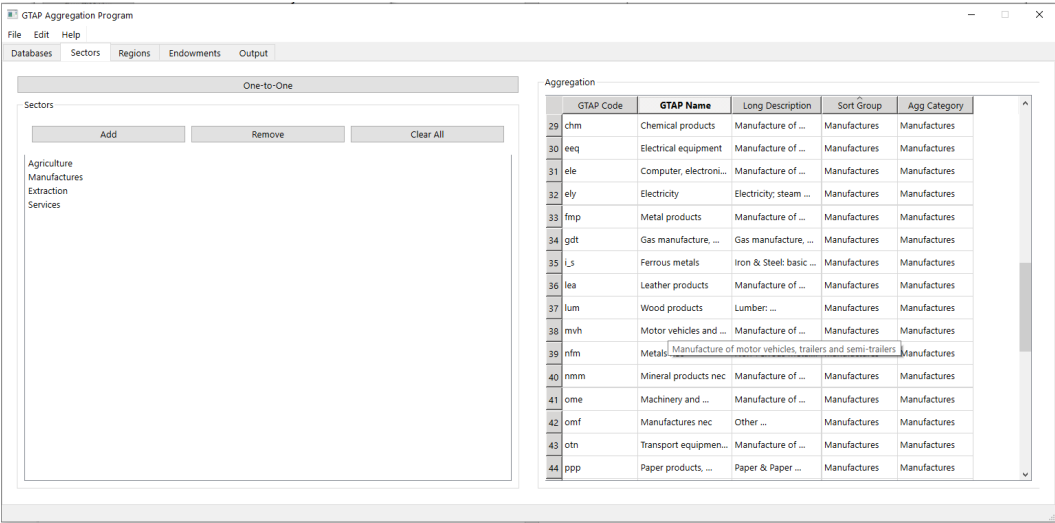 GTAP Aggregation Program
File Edit Help
Databases Sectors Regions Endowments Output
One-to-One
Sectors
Add Remove Clear All
Agriculture
Manufactures
Extraction
Services
Aggregation
GTAP Code GTAP Name Long Description Sort Group Agg Category
29 chm Chemical products Manufacture of ... Manufactures Manufactures
30 eeq Electrical equipment Manufacture of ... Manufactures Manufactures
31 ele Computer, electroni... Manufacture of ... Manufactures Manufactures
32 ely Electricity Electricity; steam ... Manufactures Manufactures
33 fmp Metal products Manufacture of ... Manufactures Manufactures
34 gdt Gas manufacture, ... Gas manufacture, ... Manufactures Manufactures
35 i_s Ferrous metals Iron & Steel: basic ... Manufactures Manufactures
36 lea Leather products Manufacture of ... Manufactures Manufactures
37 lum Wood products Lumber: ... Manufactures Manufactures
38 mvh Motor vehicles and ... Manufacture of ... Manufactures Manufactures
Manufacture of motor vehicles, trailers and semi-trailers
39 nfm Metals Manufactures
40 nmm Mineral products nec Manufacture of ... Manufactures Manufactures
41 ome Machinery and ... Manufacture of ... Manufactures Manufactures
42 omf Manufactures nec Other ... Manufactures Manufactures
43 otn Transport equipmen... Manufacture of ... Manufactures Manufactures
44 ppp Paper products, ... Paper & Paper ... Manufactures Manufactures